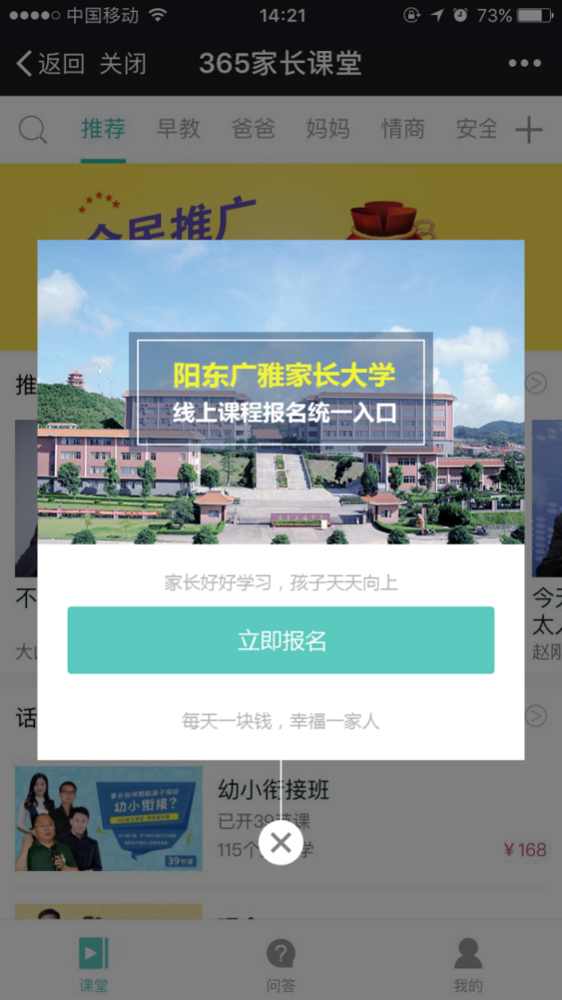 中国移动
14:21
73%
返回 关闭 365家长课堂
推荐 早教 爸爸 妈妈 情商 安全
全民推广
阳东广雅家长大学
线上课程报名统一入口
推
家长好好学习，孩子天天向上
不
今天
太人
大山
赵刚
立即报名
话
每天一块钱，幸福一家人
幼小衔接?
39节课
幼小衔接班
已开39节课
115个
学
¥168
课堂 问答 我的